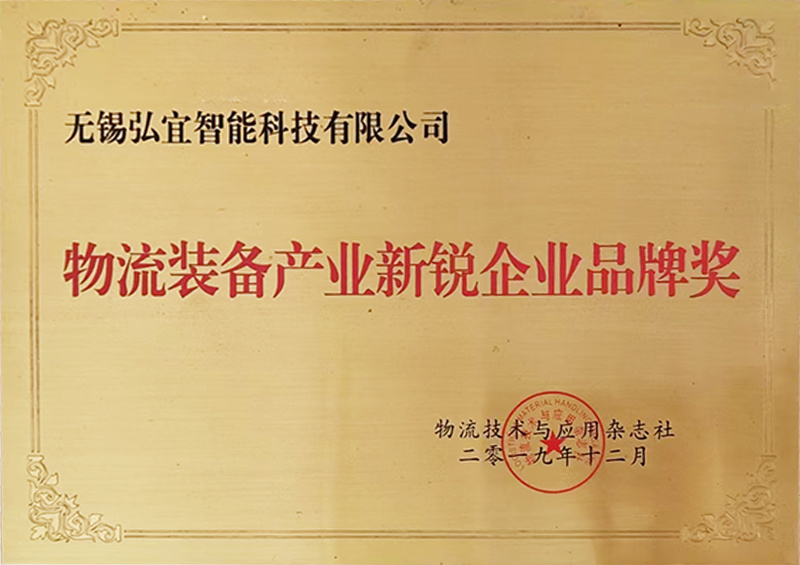 无锡弘宜智能科技有限公司
物流装备产业新锐企业品牌奖
物流技术与应用杂志社
二零一九年十二月
MATERIAL HANDLING